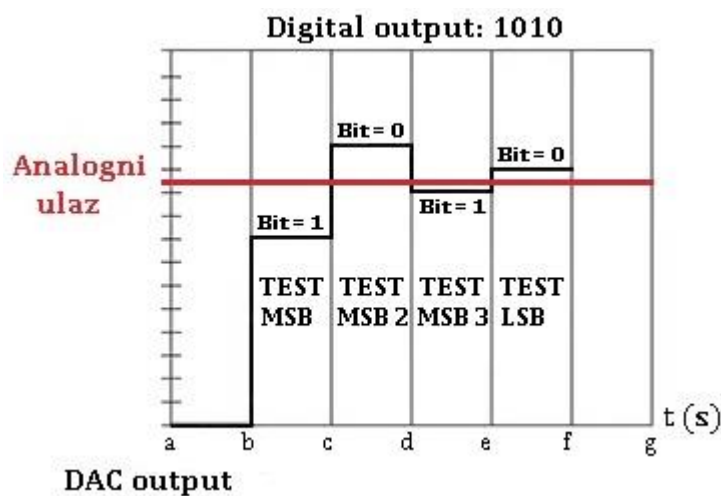 Digital output: 1010
Bit = 0
Bit = 0
Analogni
ulaz
Bit = 1
Bit = 1
TEST TEST TEST TEST
MSB MSB 2 MSB 3 LSB
t (s)
a b c d e f g
DAC output